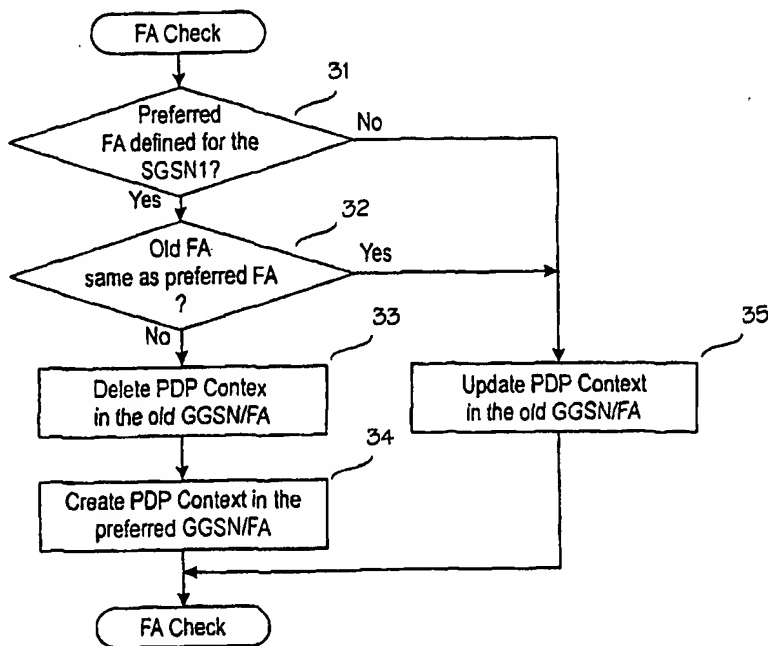 FA Check
31
Preferred
FA defined for the
SGSN1?
No
Yes
32
Old FA
same as preferred FA
?
Yes
No
33
Delete PDP Contex
in the old GGSN/FA
35
Update PDP Context
in the old GGSN/FA
34
Create PDP Context in the
preferred GGSN/FA
FA Check